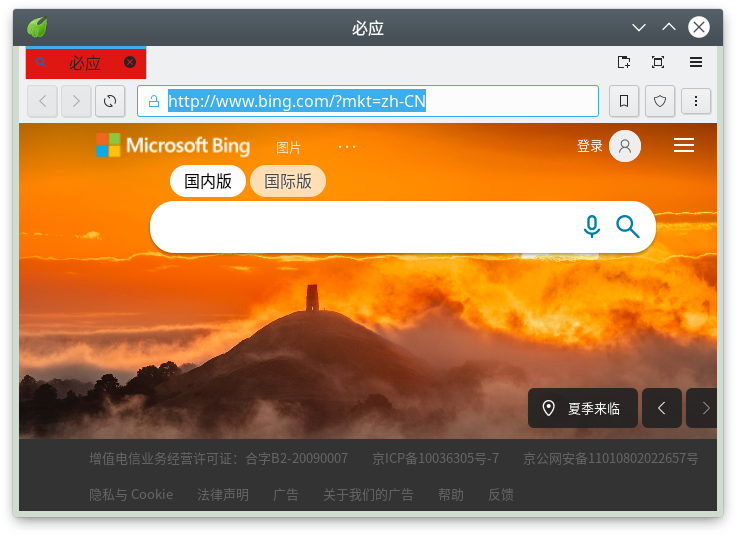 必应
必应
http://www.bing.com/?mkt=zh-CN
Microsoft Bing 图片 ··· 登录
国内版 国际版
夏季来临
增值电信业务经营许可证：合字B2-20090007 京ICP备10036305号-7 京公网安备11010802022657号
隐私与 Cookie 法律声明 广告 关于我们的广告 帮助 反馈